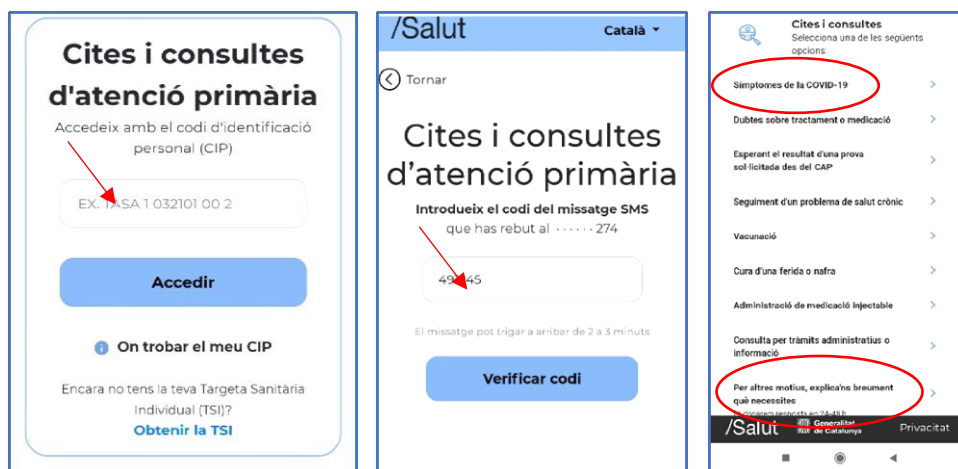 Cites i consultes
d'atenció primària
Accedeix amb el codi d'identificació
personal (CIP)
EX. TASA 1 032101 00 2
Accedir
On trobar el meu CIP
Encara no tens la teva Targeta Sanitària
Individual (TSI)?
Obtenir la TSI
/Salut
Català
Tornar
Cites i consultes
d'atenció primària
Introdueix el codi del missatge SMS
que has rebut al ······ 274
El missatge pot trigar a arribar de 2 a 3 minuts
Verificar codi
Cites i consultes
Selecciona una de les següents
opcions:
Símptomes de la COVID-19
Dubtes sobre tractament o medicació
Esperant el resultat d'una prova
sol·licitada des del CAP
Seguiment d'un problema de salut crònic
Vacunació
Cura d'una ferida o nafra
Administració de medicació injectable
Consulta per tràmits administratius o
informació
Per altres motius, explica'ns breument
què necessites
resposta en 24-48 h
/Salut
Generalitat
de Catalunya
Privacitat